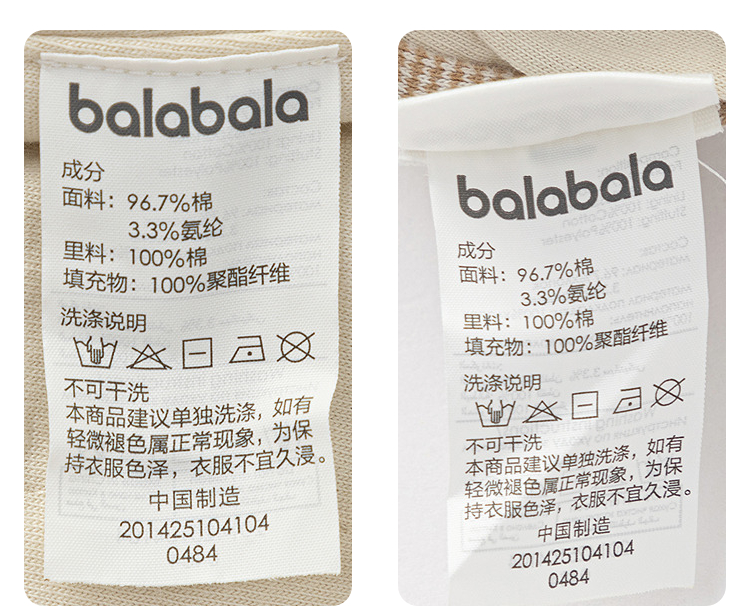 balabala
成分
面料：96.7%棉
3.3%氨纶
里料：100%棉
填充物：100%聚酯纤维
洗涤说明
不可干洗
本商品建议单独洗涤，如有
轻微褪色属正常现象，为保
持衣服色泽，衣服不宜久浸。
中国制造
201425104104
0484
balabala
成分
面料：96.7%棉
3.3%氨纶
里料：100%棉
填充物：100%聚酯纤维
洗涤说明
不可干洗
本商品建议单独洗涤，如有
轻微褪色属正常现象，为保
持衣服色泽，衣服不宜久浸。
中国制造
201425104104
0484